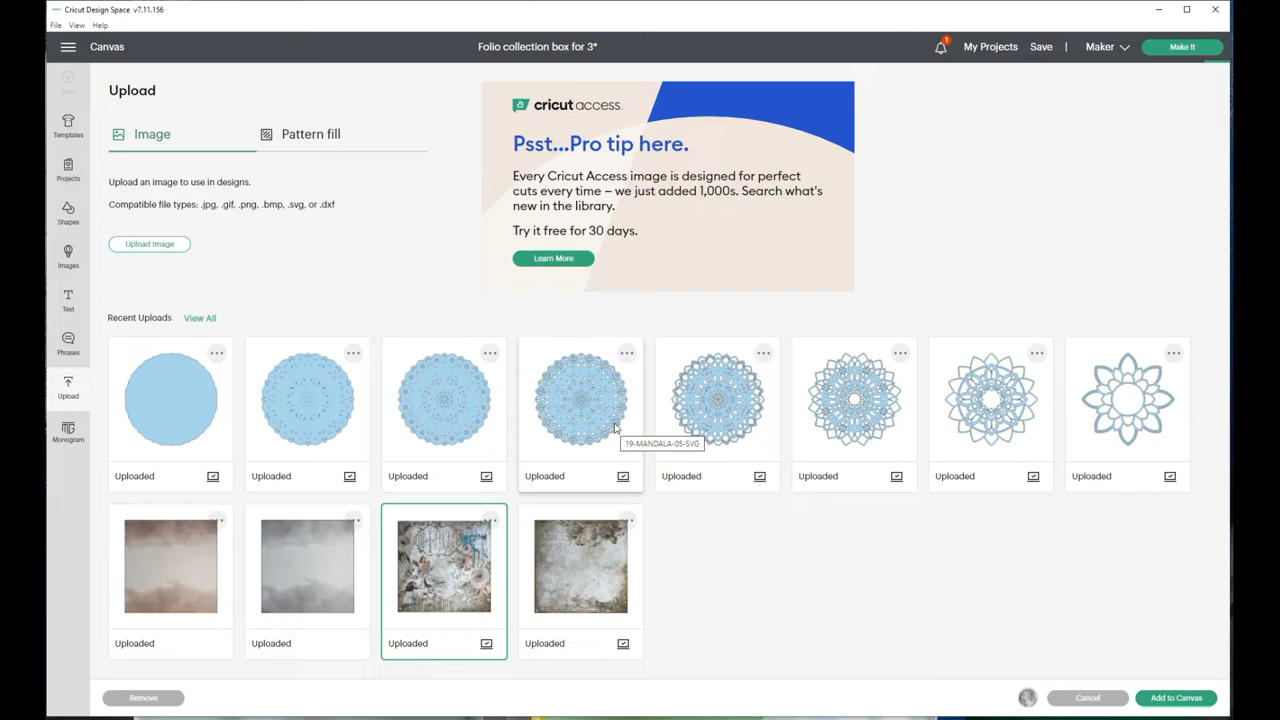 Cricut Design Space v7.11.156
File View Help
Canvas
Folio collection box for 3*
1
My Projects Save | Maker Make It
Templates
Projects
Shapes
Images
Text
Phrases
Upload
Monogram
Upload
Image
Pattern fill
Upload an image to use in designs.
Compatible file types: .jpg, .gif, .png, .bmp, .svg, or .dxf
Upload Image
cricut access
Psst...Pro tip here.
Every Cricut Access image is designed for perfect
cuts every time – we just added 1,000s. Search what's
new in the library.
Try it free for 30 days.
Learn More
Recent Uploads View All
19-MANDALA-05-SVG
Uploaded Uploaded Uploaded Uploaded Uploaded Uploaded Uploaded Uploaded
Uploaded Uploaded Uploaded Uploaded
Remove
Cancel
Add to Canvas